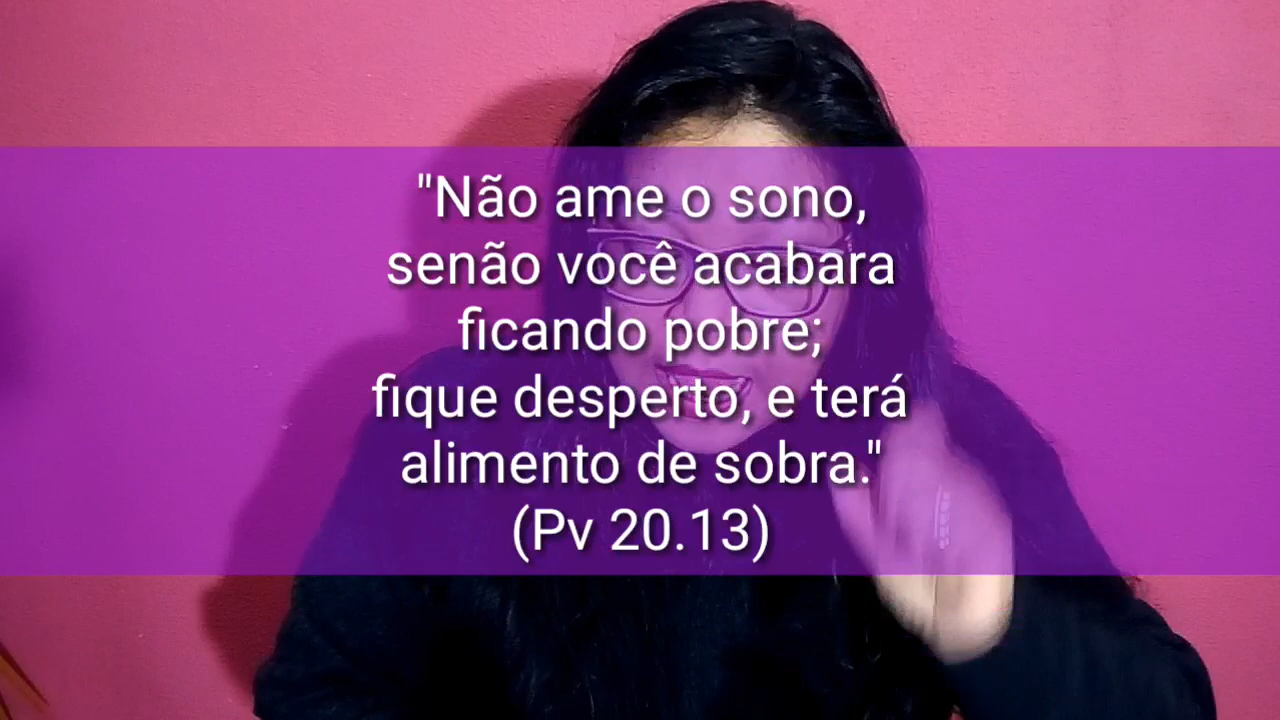 "Não ame o sono,
senão você acabara
ficando pobre;
fique desperto, e terá
alimento de sobra."
(Pv 20.13)